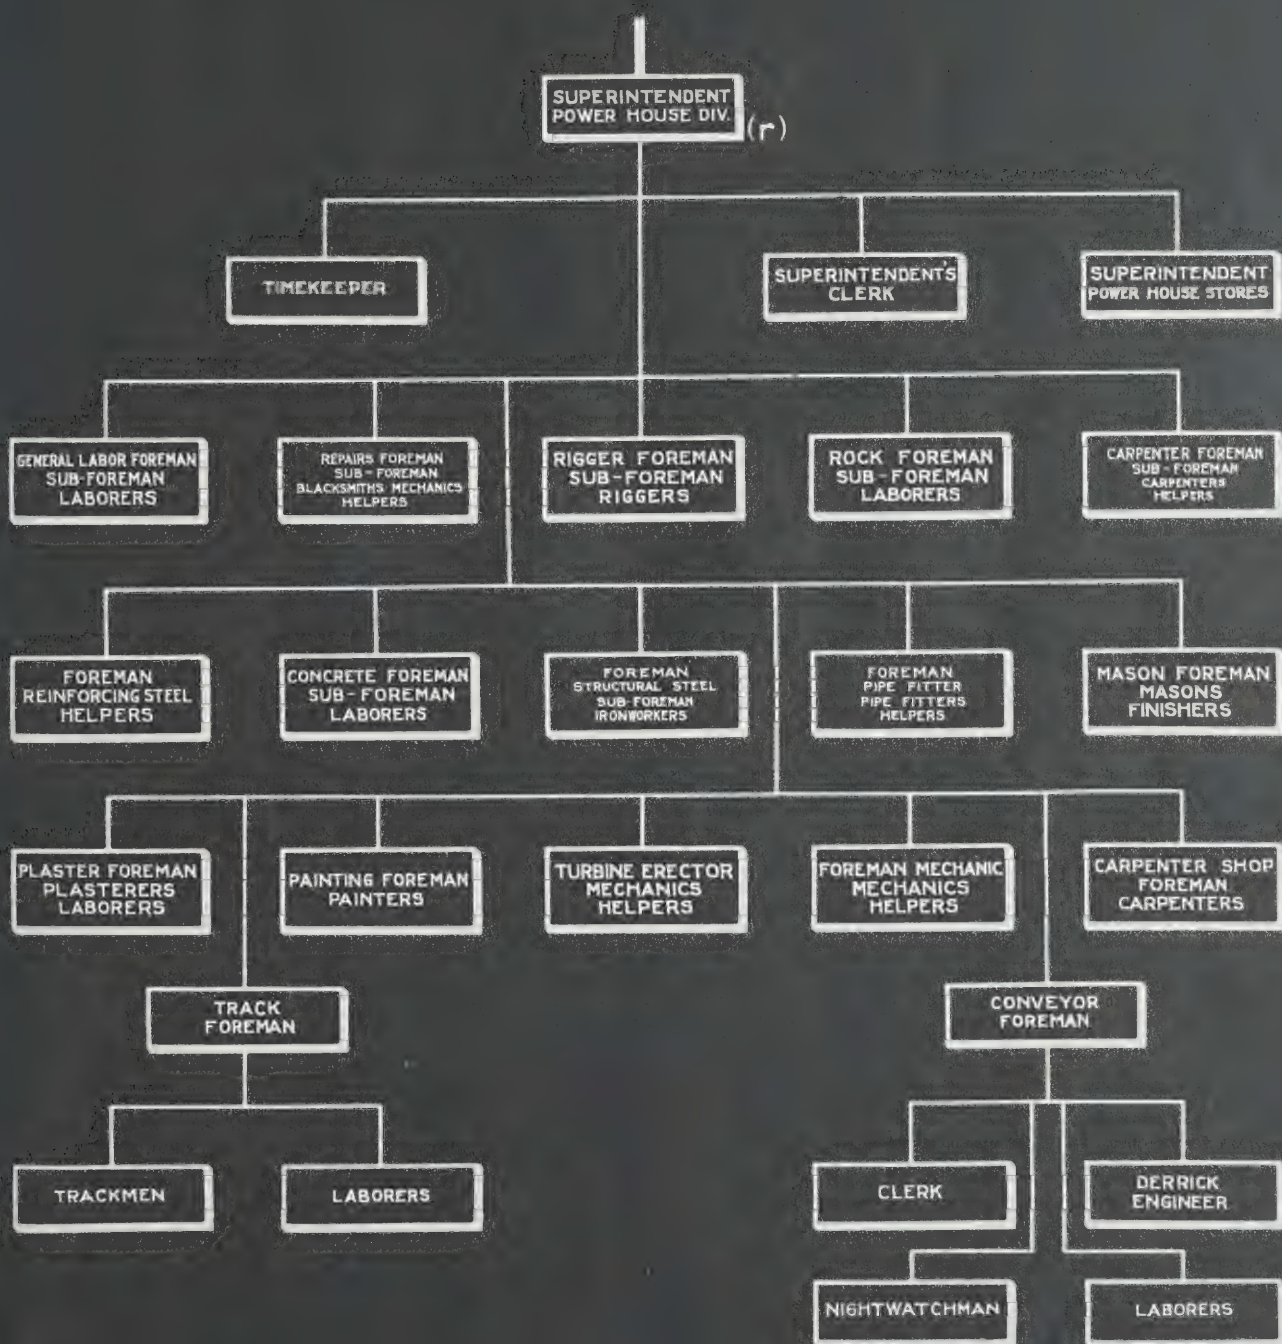 SUPERINTENDENT
POWER HOUSE DIV.
(r)
TIMEKEEPER
SUPERINTENDENT'S
CLERK
SUPERINTENDENT
POWER HOUSE STORES
GENERAL LABOR FOREMAN
SUB-FOREMAN
LABORERS
REPAIRS FOREMAN
SUB-FOREMAN
BLACKSMITHS MECHANICS
HELPERS
RIGGER FOREMAN
SUB-FOREMAN
RIGGERS
ROCK FOREMAN
SUB-FOREMAN
LABORERS
CARPENTER FOREMAN
SUB-FOREMAN
CARPENTERS
HELPERS
FOREMAN
REINFORCING STEEL
HELPERS
CONCRETE FOREMAN
SUB-FOREMAN
LABORERS
FOREMAN
STRUCTURAL STEEL
SUB-FOREMAN
IRONWORKERS
FOREMAN
PIPE FITTER
PIPE FITTERS
HELPERS
MASON FOREMAN
MASONS
FINISHERS
PLASTER FOREMAN
PLASTERERS
LABORERS
PAINTING FOREMAN
PAINTERS
TURBINE ERECTOR
MECHANICS
HELPERS
FOREMAN MECHANIC
MECHANICS
HELPERS
CARPENTER SHOP
FOREMAN
CARPENTERS
TRACK
FOREMAN
CONVEYOR
FOREMAN
TRACKMEN
LABORERS
CLERK
DERRICK
ENGINEER
NIGHTWATCHMAN
LABORERS